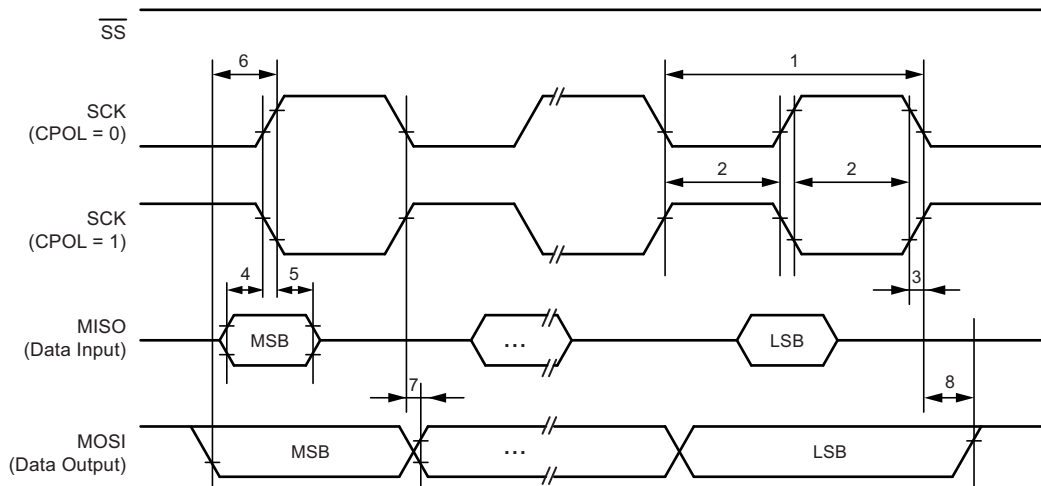 SS
6
1
SCK
(CPOL = 0)
2
2
SCK
(CPOL = 1)
4
5
3
MISO
(Data Input)
MSB
...
LSB
7
8
MOSI
(Data Output)
MSB
...
LSB